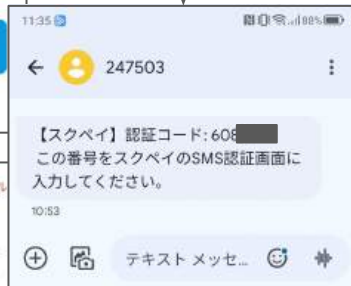 11:35
88%
247503
【スクペイ】認証コード: 608
この番号をスクペイのSMS認証画面に
入力してください。
10:53
テキスト メッセ...